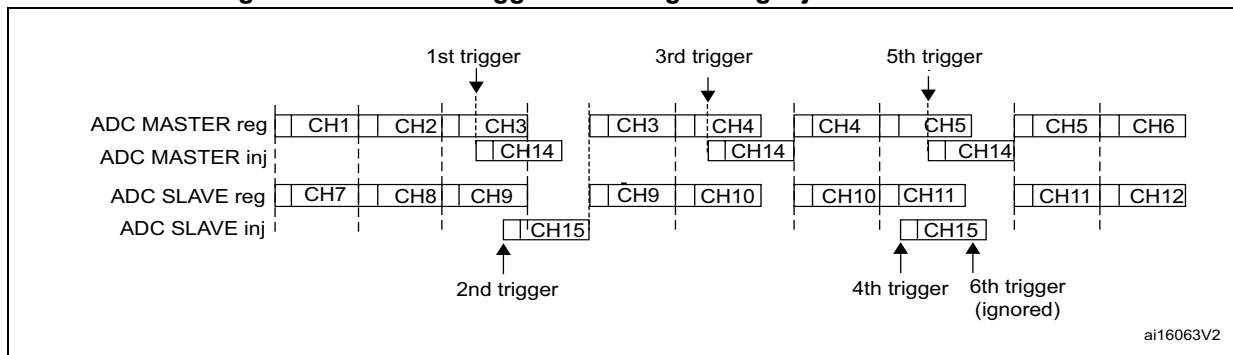 1st trigger 3rd trigger 5th trigger
ADC MASTER reg CH1 CH2 CH3 CH3 CH4 CH4 CH5 CH5 CH6
ADC MASTER inj CH14 CH14 CH14
ADC SLAVE reg CH7 CH8 CH9 CH9 CH10 CH10 CH11 CH11 CH12
ADC SLAVE inj CH15 CH15
2nd trigger 4th trigger 6th trigger
(ignored)
ai16063V2